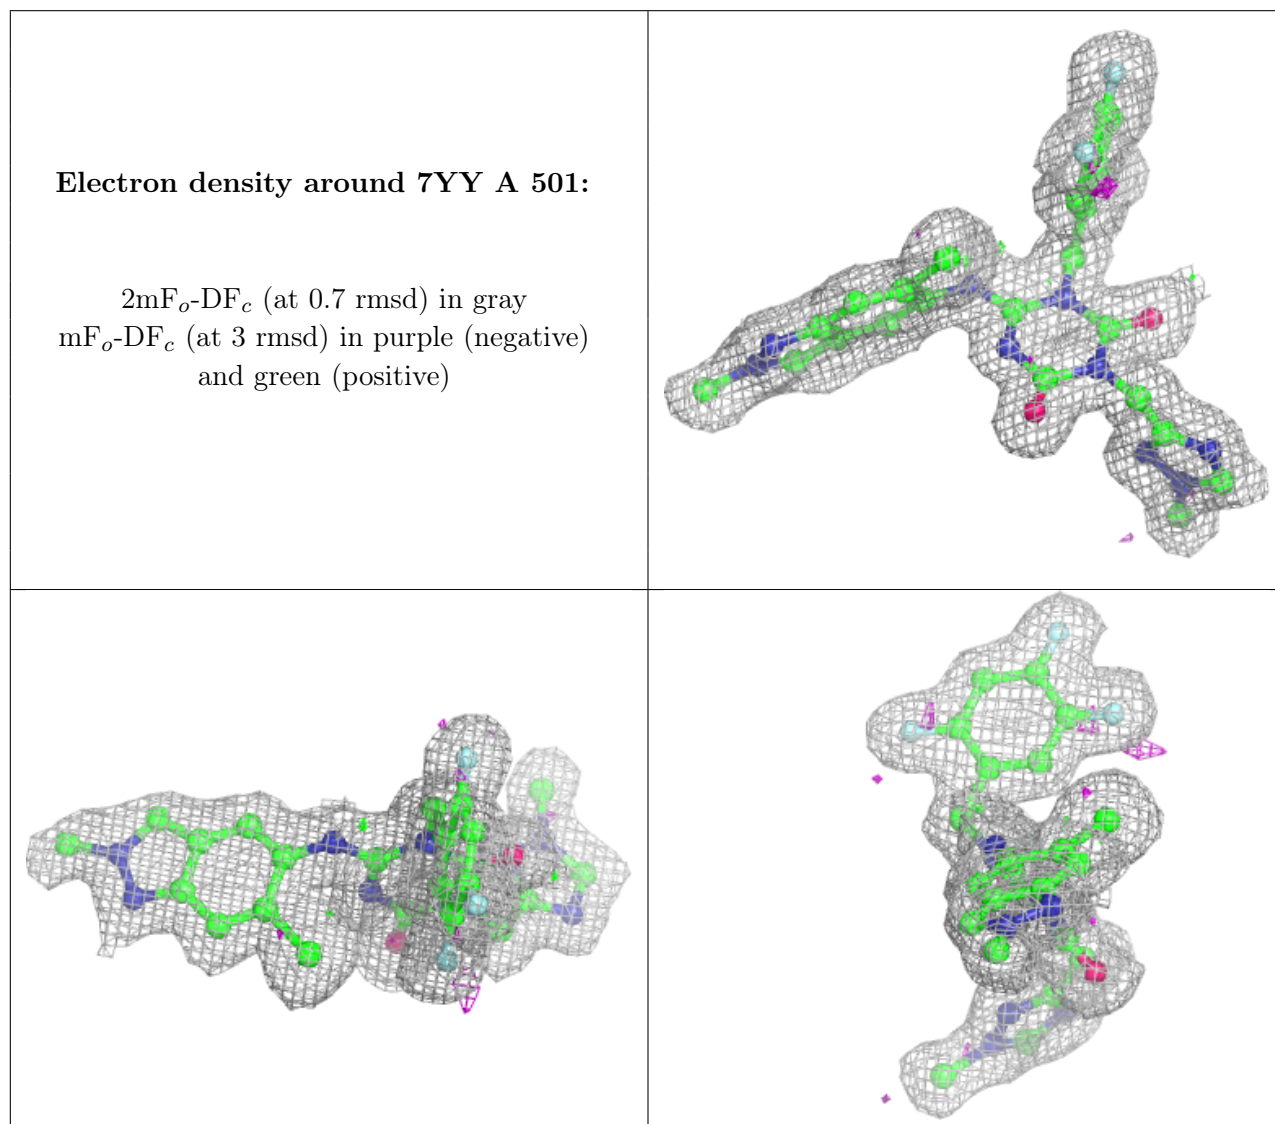 Electron density around 7YY A 501:
2mFo-DFc (at 0.7 rmsd) in gray
mFo-DFc (at 3 rmsd) in purple (negative)
and green (positive)